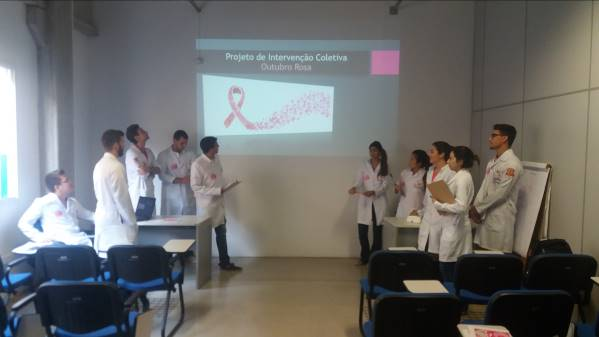 Projeto de Intervenção Coletiva
Outubro Rosa